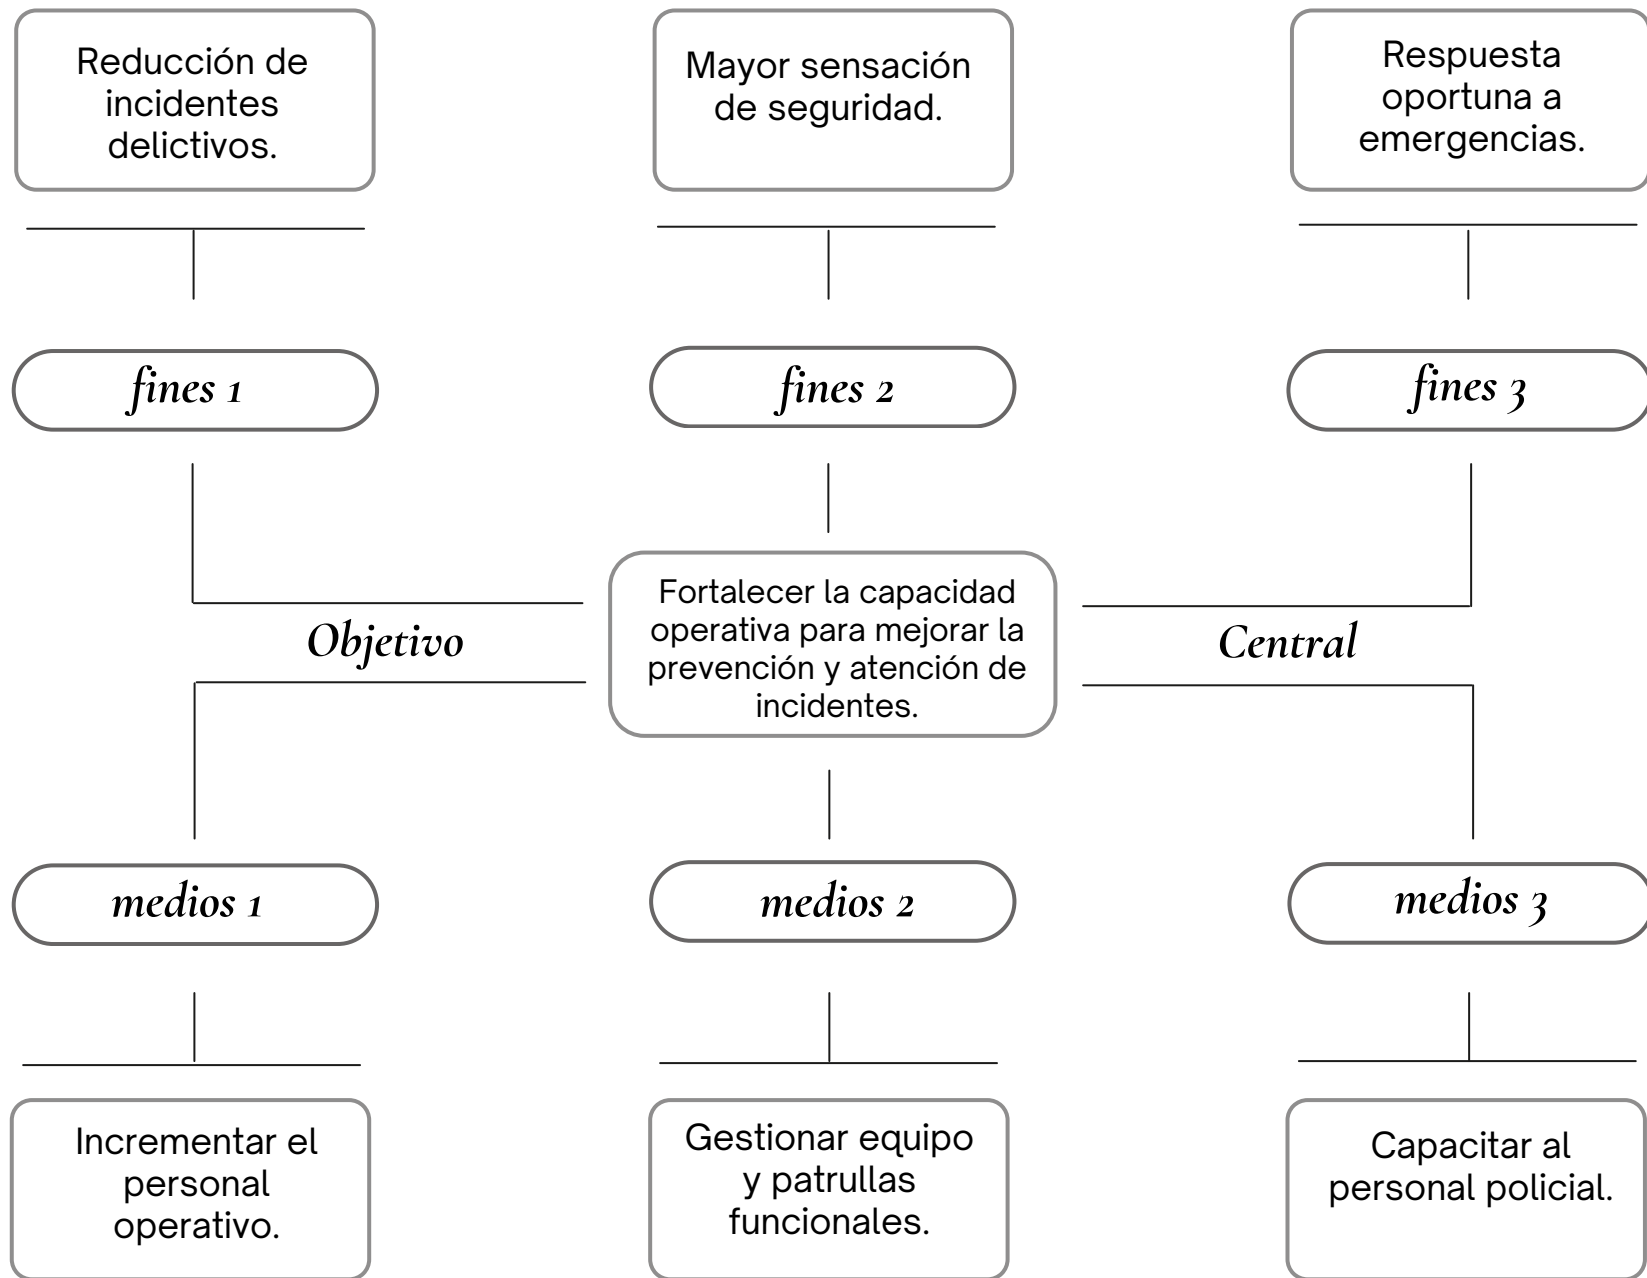 Reducción de
incidentes
delictivos.
Mayor sensación
de seguridad.
Respuesta
oportuna a
emergencias.
fines 1
fines 2
fines 3
Objetivo
Fortalecer la capacidad
operativa para mejorar la
prevención y atención de
incidentes.
Central
medios 1
medios 2
medios 3
Incrementar el
personal
operativo.
Gestionar equipo
y patrullas
funcionales.
Capacitar al
personal policial.